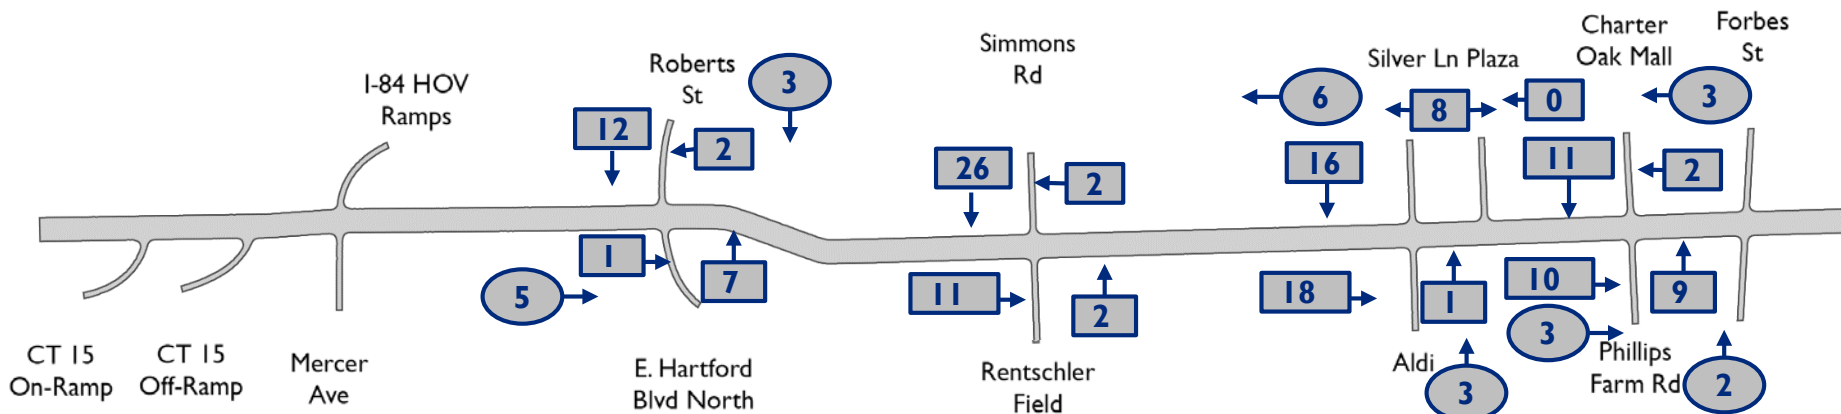 Charter
Oak Mall
Forbes
St
Simmons
Rd
Silver Ln Plaza
Roberts
St
3
I-84 HOV
Ramps
6
8
0
3
12
2
26
2
16
11
2
1
7
5
11
2
18
1
10
9
3
CT 15
On-Ramp
CT 15
Off-Ramp
Mercer
Ave
E. Hartford
Blvd North
Rentschler
Field
Aldi
3
Phillips
Farm Rd
2